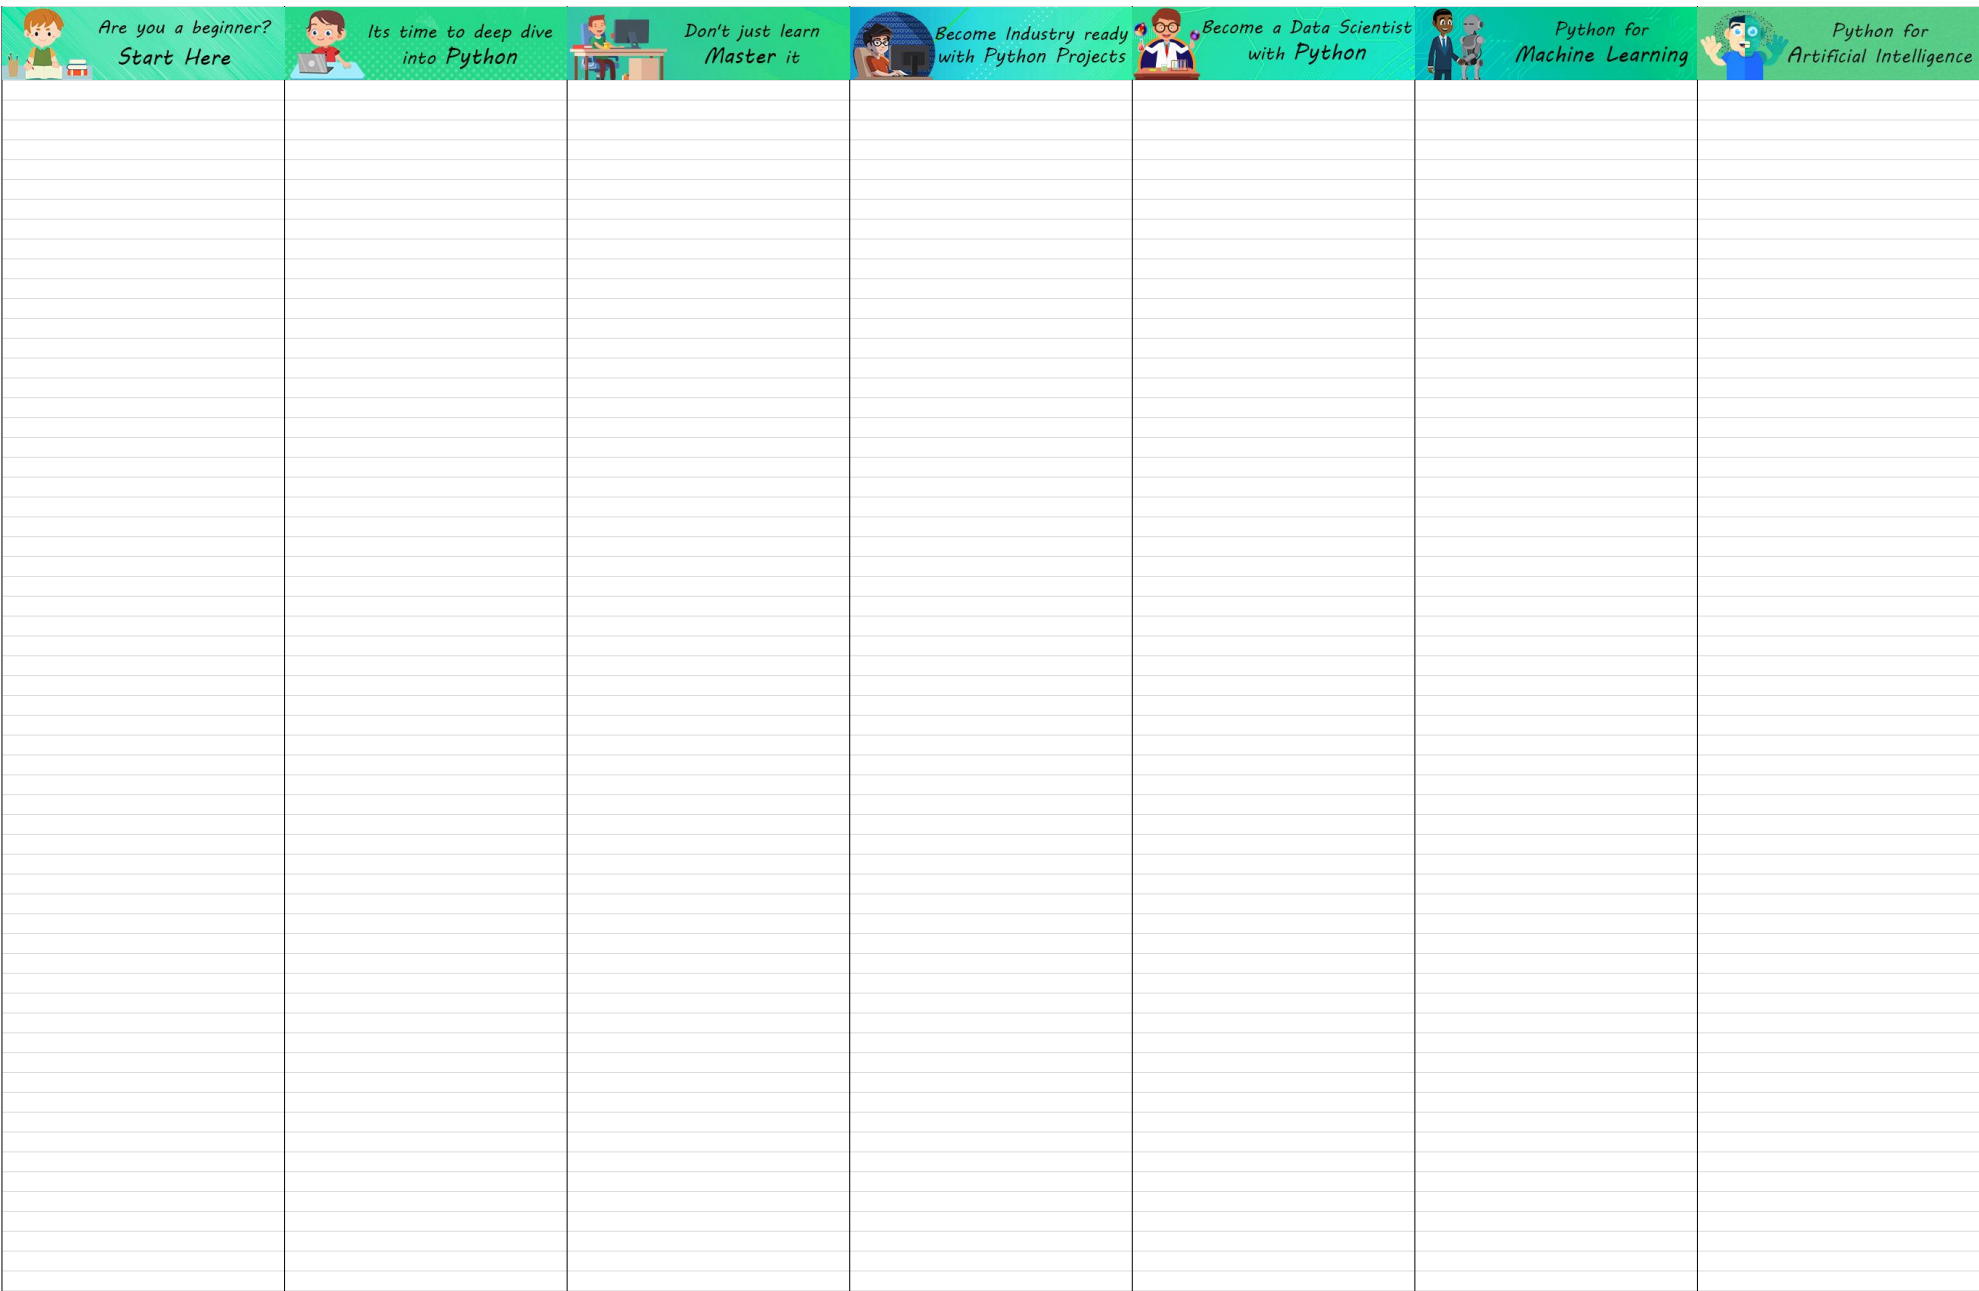 Are you a beginner?
Start Here
Its time to deep dive
into Python
Don't just learn
Master it
Become Industry ready
with Python Projects
Become a Data Scientist
with Python
Python for
Machine Learning
Python for
Artificial Intelligence